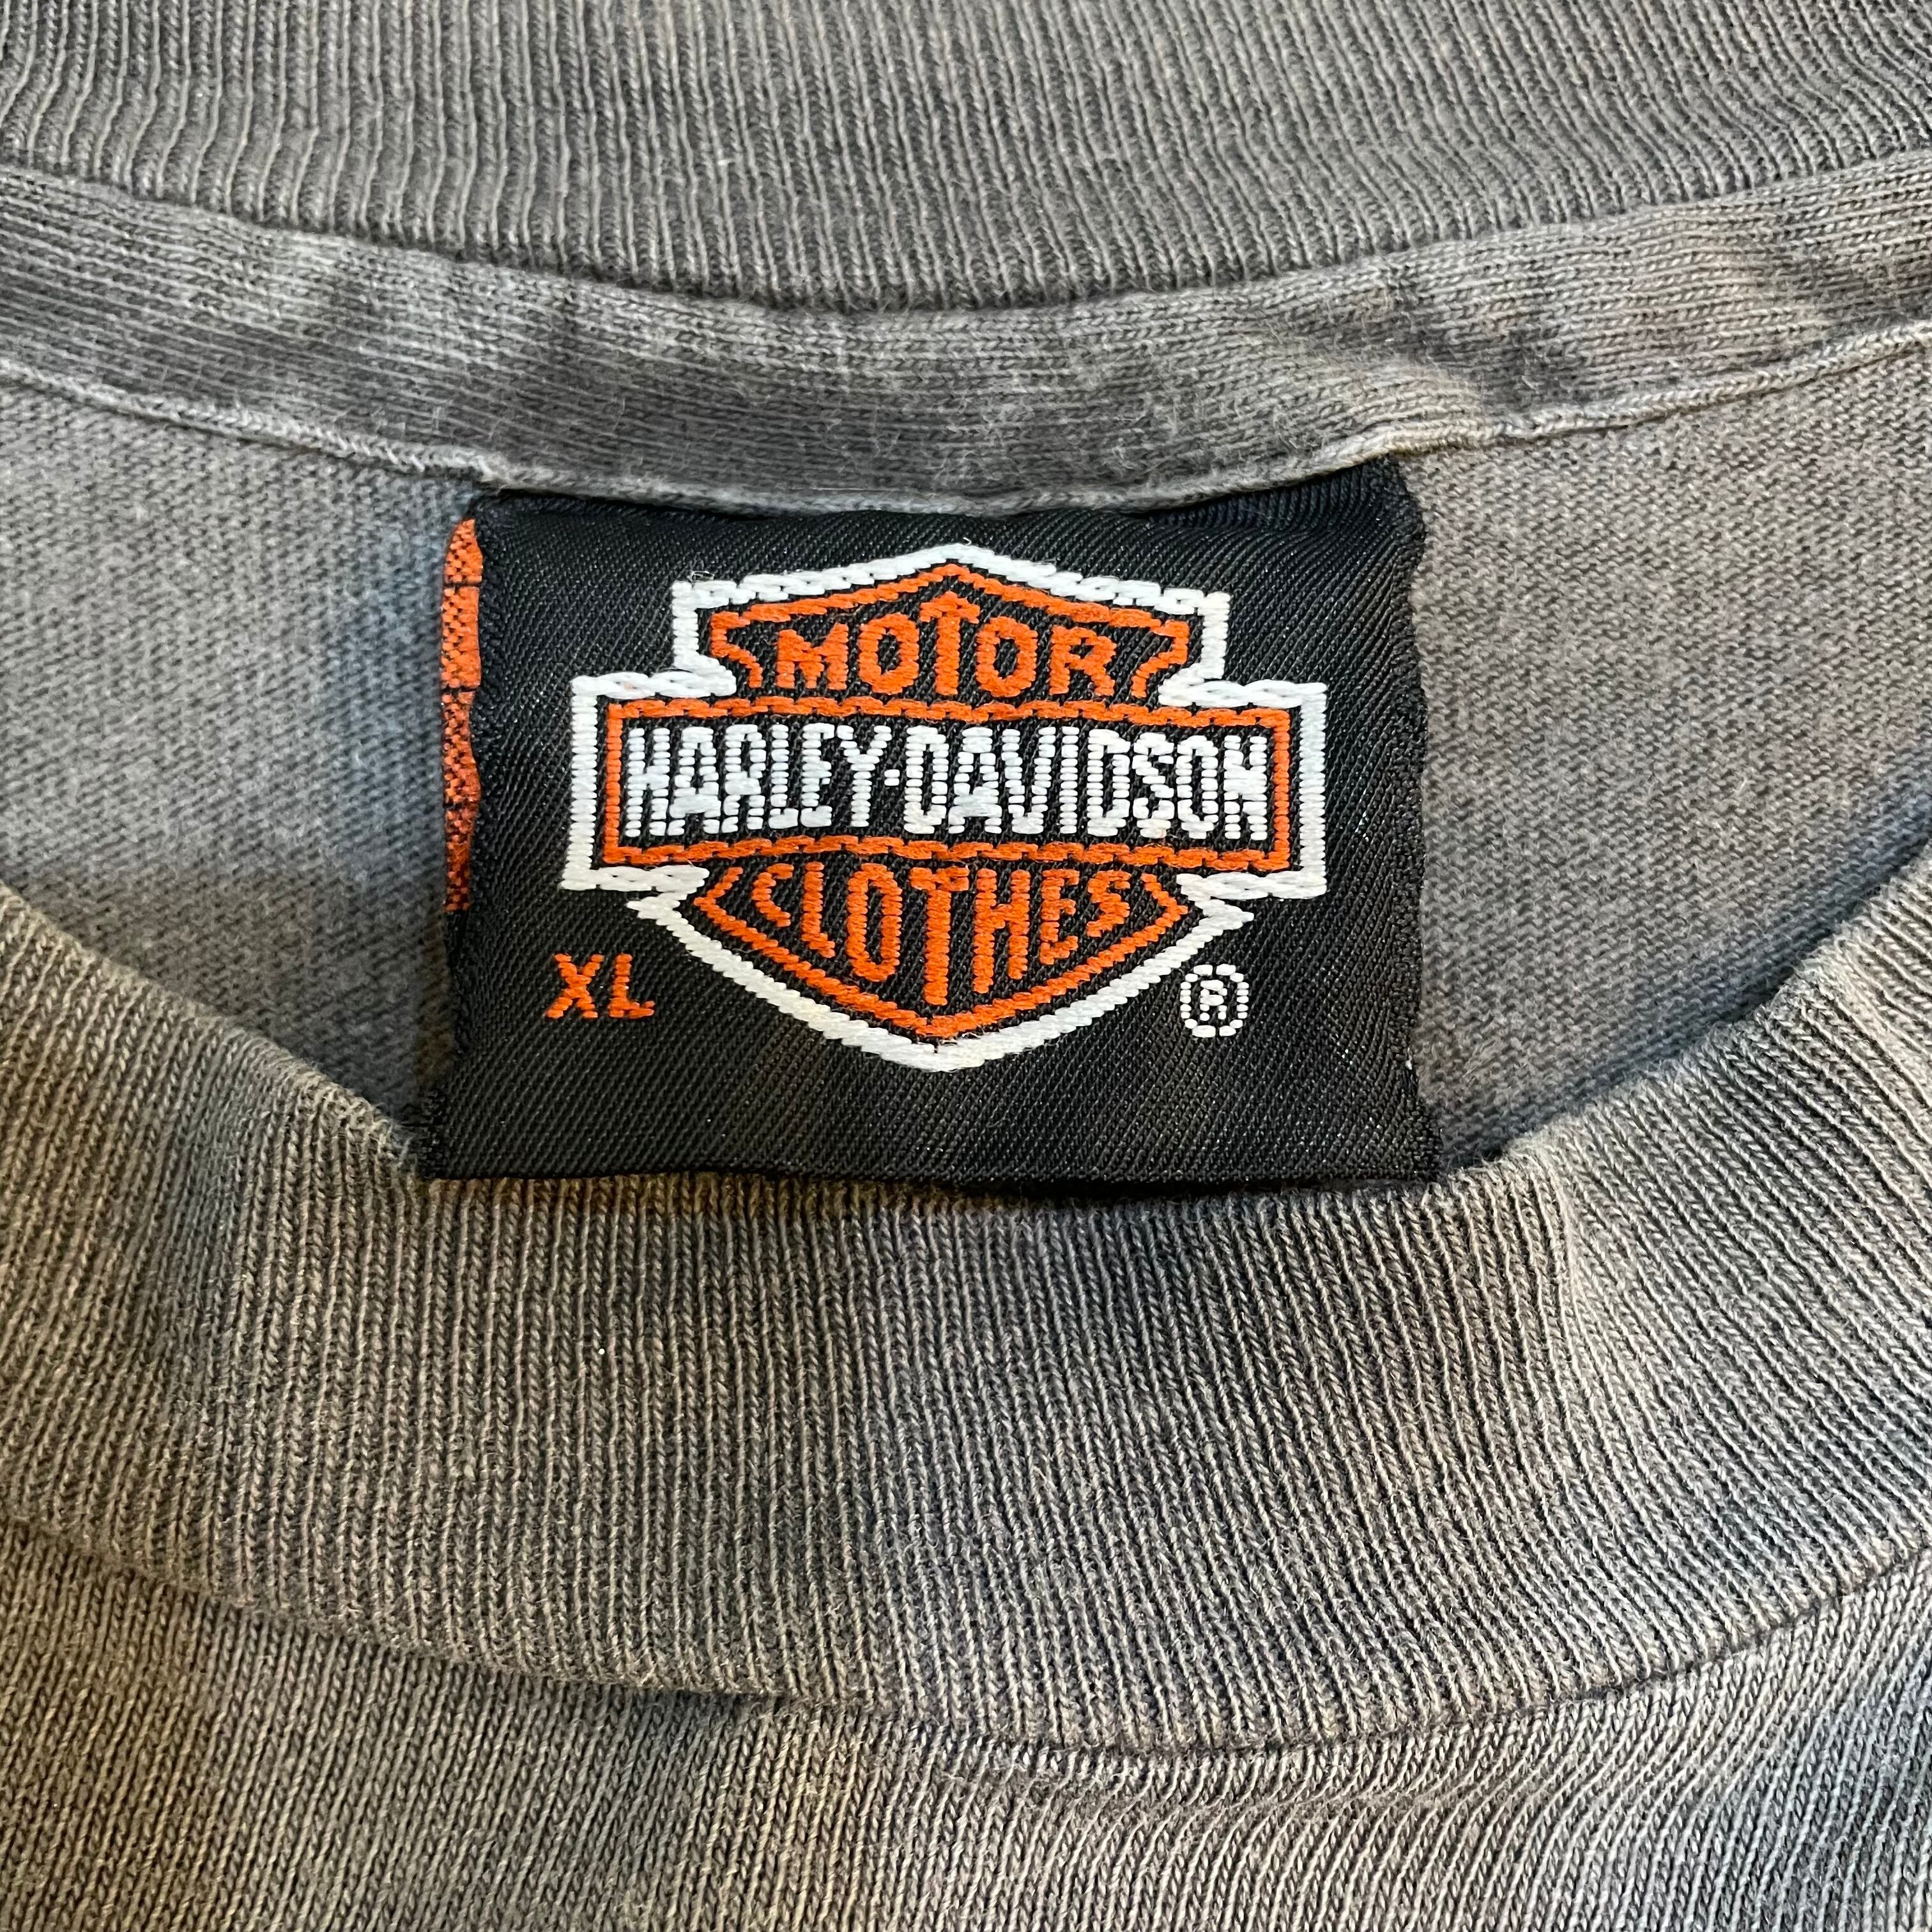 MOTOR
HARLEY-DAVIDSON
CLOTHES
XL ®